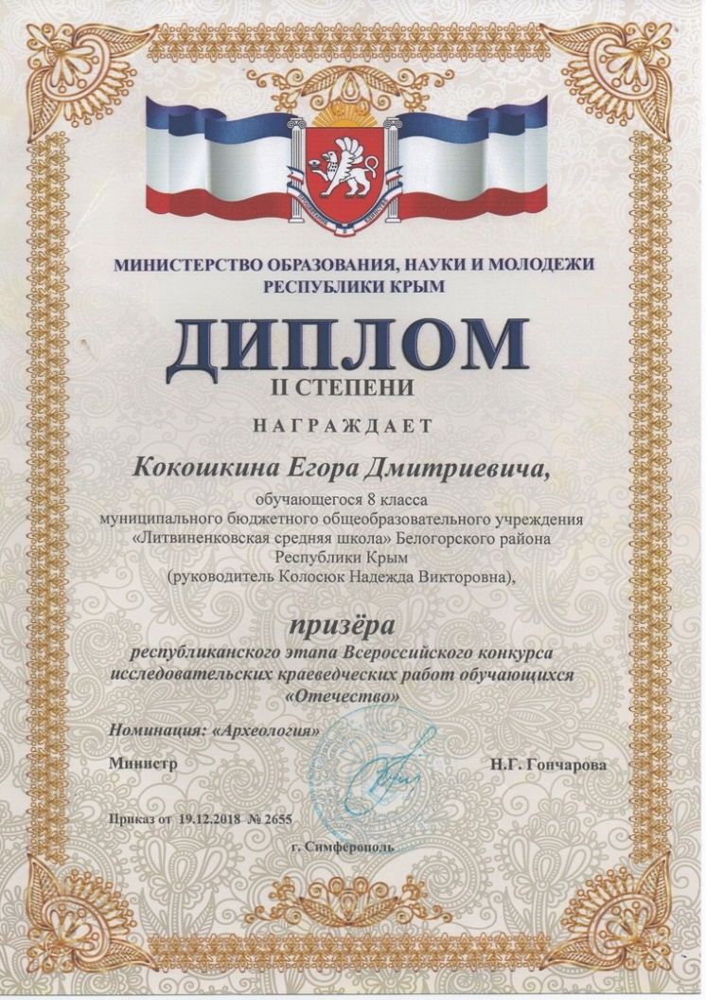 МИНИСТЕРСТВО ОБРАЗОВАНИЯ, НАУКИ И МОЛОДЕЖИ
РЕСПУБЛИКИ КРЫМ
ДИПЛОМ
II СТЕПЕНИ
НАГРАЖДАЕТ
Кокошкина Егора Дмитриевича,
обучающегося 8 класса
муниципального бюджетного общеобразовательного учреждения
«Литвиненковская средняя школа» Белогорского района
Республики Крым
(руководитель Колосюк Надежда Викторовна),
призёра
республиканского этапа Всероссийского конкурса
исследовательских краеведческих работ обучающихся
«Отечество»
Номинация: «Археология»
Министр Н.Г. Гончарова
Приказ от 19.12.2018 № 2655
г. Симферополь